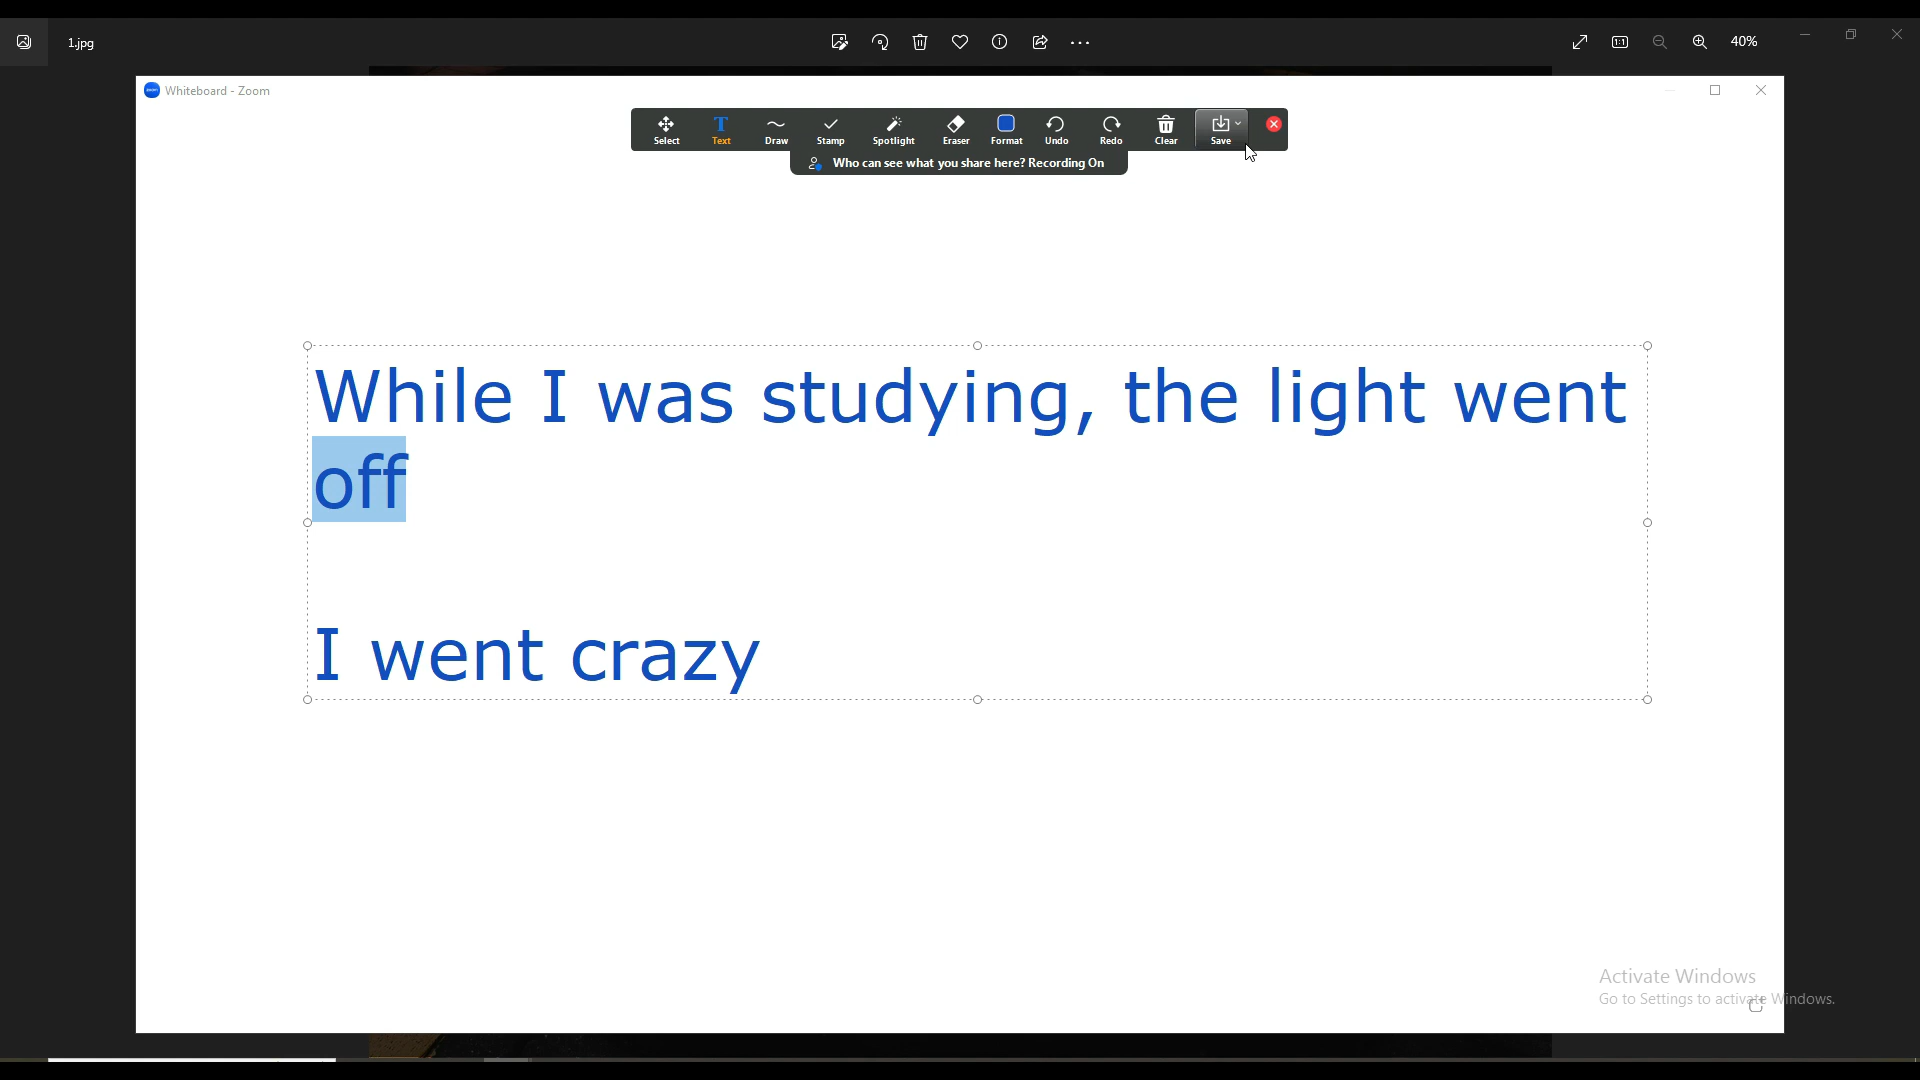 1.jpg
1:1
40%
Whiteboard - Zoom
Select
Text
Draw
Stamp
Spotlight
Eraser
Format
Undo
Redo
Clear
Save
Who can see what you share here? Recording On
While I was studying, the light went
off
I went crazy
Activate Windows
Go to Settings to activate Windows.